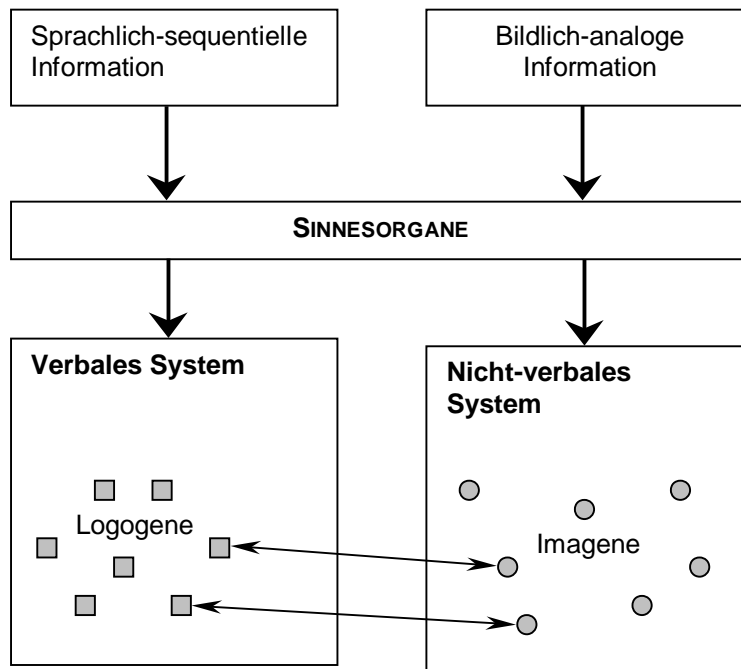 Sprachlich-sequentielle
Information
Bildlich-analoge
Information
SINNESORGANE
Verbales System
Nicht-verbales
System
Logogene
Imagene